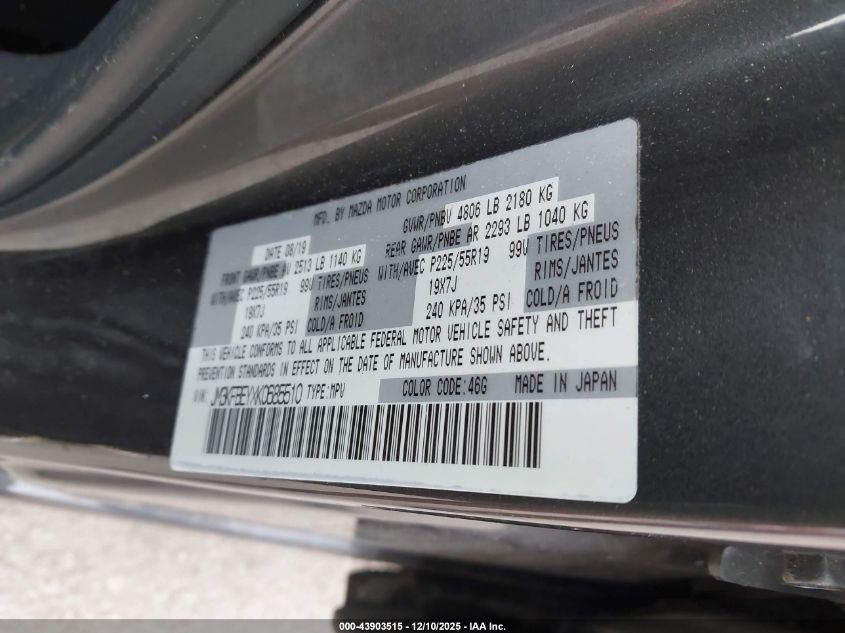 MFD. BY MAZDA MOTOR CORPORATION
DATE 08/19 GVWR/PNBV 4806 LB 2180 KG
FRONT GAWR/PNBE AV 2513 LB 1140 KG REAR GAWR/PNBE AR 2293 LB 1040 KG
WITH/AVEC P225/55R19 99V TIRES/PNEUS WITH/AVEC P225/55R19 99V TIRES/PNEUS
19X7J RIMS/JANTES 19X7J RIMS/JANTES
240 KPA/35 PSI COLD/A FROID 240 KPA/35 PSI COLD/A FROID
THIS VEHICLE CONFORMS TO ALL APPLICABLE FEDERAL MOTOR VEHICLE SAFETY AND THEFT
PREVENTION STANDARDS IN EFFECT ON THE DATE OF MANUFACTURE SHOWN ABOVE.
VIN: JM3KFBEYXK0685510 TYPE:MPV COLOR CODE:46G MADE IN JAPAN
000-43903515 - 12/10/2025 - IAA Inc.